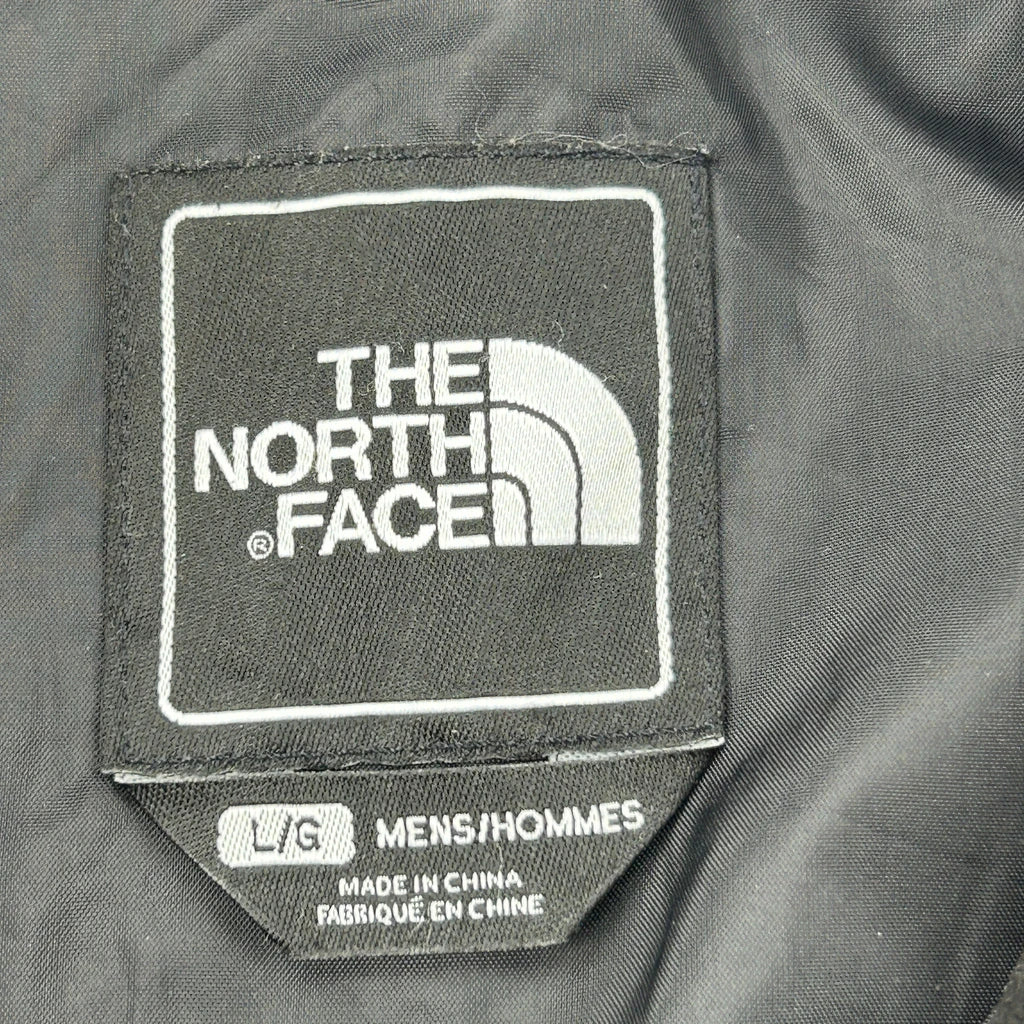 THE
NORTH
®FACE
L/G MENS/HOMMES
MADE IN CHINA
FABRIQUÉ EN CHINE